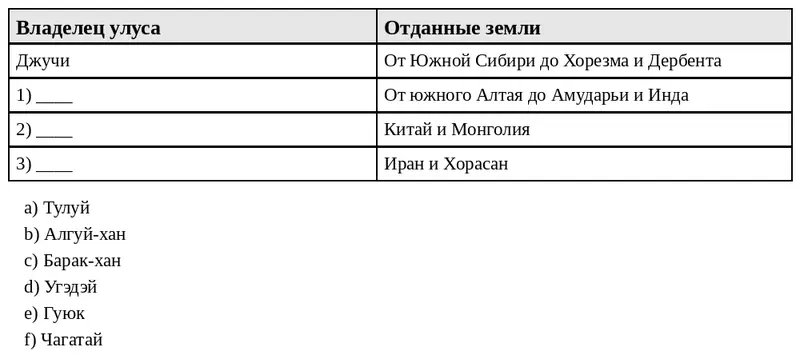 Владелец улуса Отданные земли
Джучи От Южной Сибири до Хорезма и Дербента
1) ____ От южного Алтая до Амударьи и Инда
2) ____ Китай и Монголия
3) ____ Иран и Хорасан
a) Тулуй
b) Алгуй-хан
c) Барак-хан
d) Угэдэй
e) Гуюк
f) Чагатай